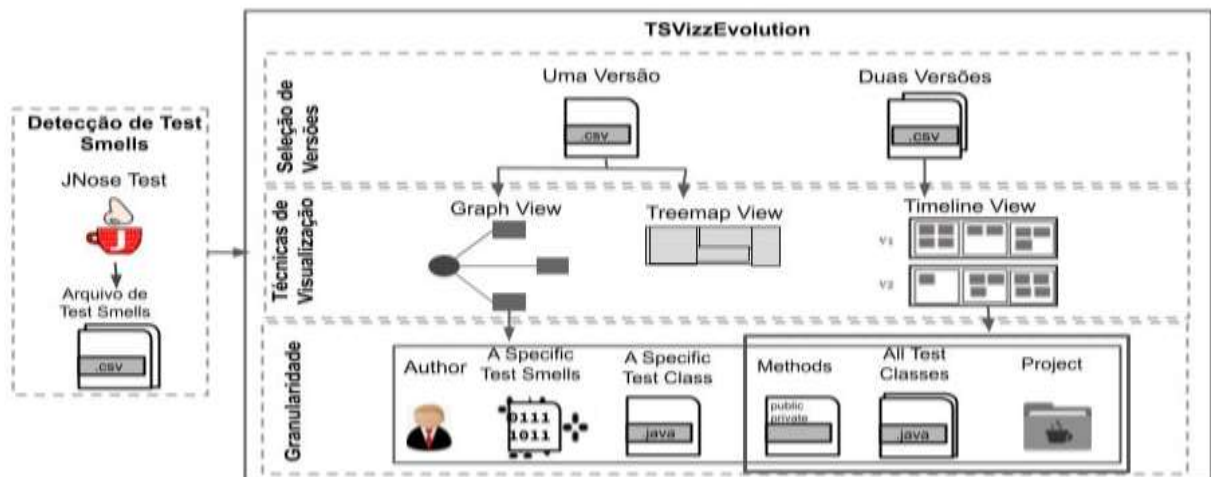 TSVizzEvolution
Detecção de Test
Smells
JNose Test
J
Arquivo de
Test Smells
.csv
Seleção de
Versões
Uma Versão
.csv
Duas Versões
.csv
Técnicas de
Visualização
Graph View
Treemap View
Timeline View
V1
V2
Granularidade
Author
A Specific
Test Smells
0111
1011
A Specific
Test Class
.java
Methods
public
private
All Test
Classes
.java
Project